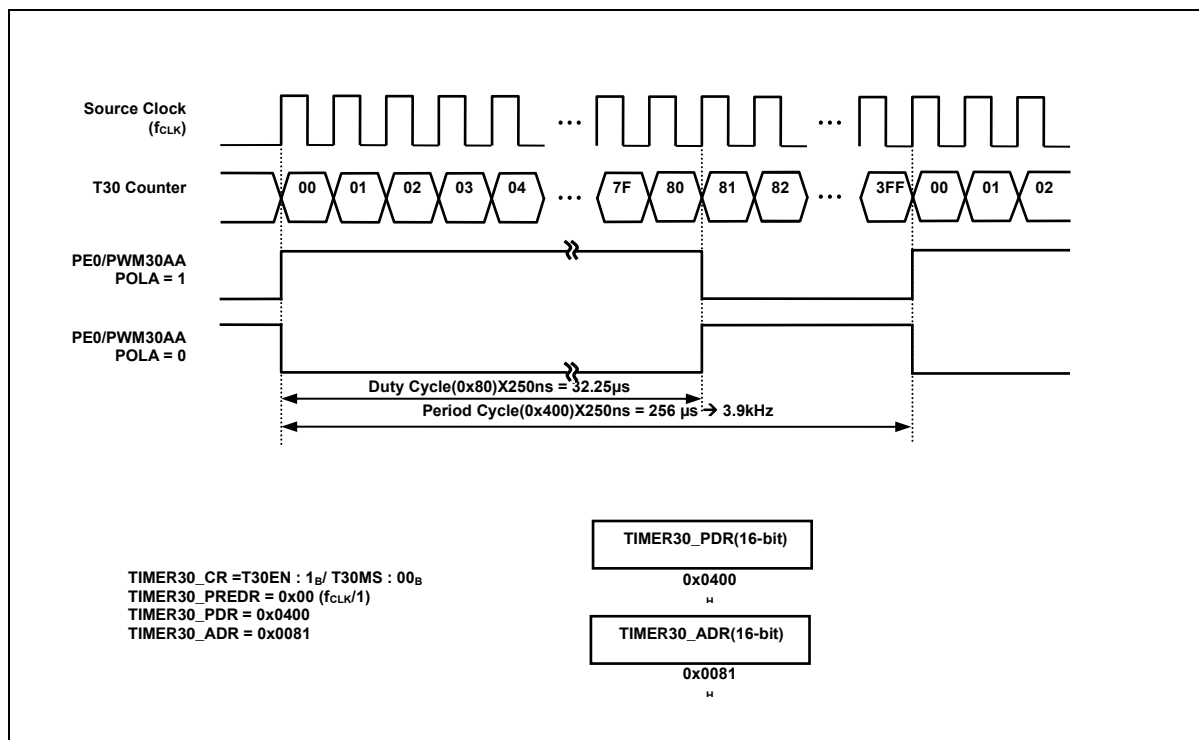 Source Clock
(fCLK)
...
...
T30 Counter
00 01 02 03 04 ... 7F 80 81 82 ... 3FF 00 01 02
PE0/PWM30AA
POLA = 1
PE0/PWM30AA
POLA = 0
Duty Cycle(0x80)X250ns = 32.25µs
Period Cycle(0x400)X250ns = 256 µs → 3.9kHz
TIMER30_CR =T30EN : 1B/ T30MS : 00B
TIMER30_PREDR = 0x00 (fCLK/1)
TIMER30_PDR = 0x0400
TIMER30_ADR = 0x0081
TIMER30_PDR(16-bit)
0x0400
H
TIMER30_ADR(16-bit)
0x0081
H